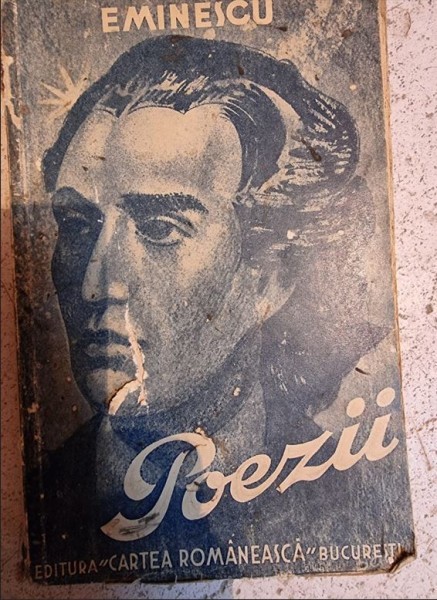 EMINESCU
Poezii
EDITURA "CARTEA ROMÂNEASCĂ" BUCUREȘTI